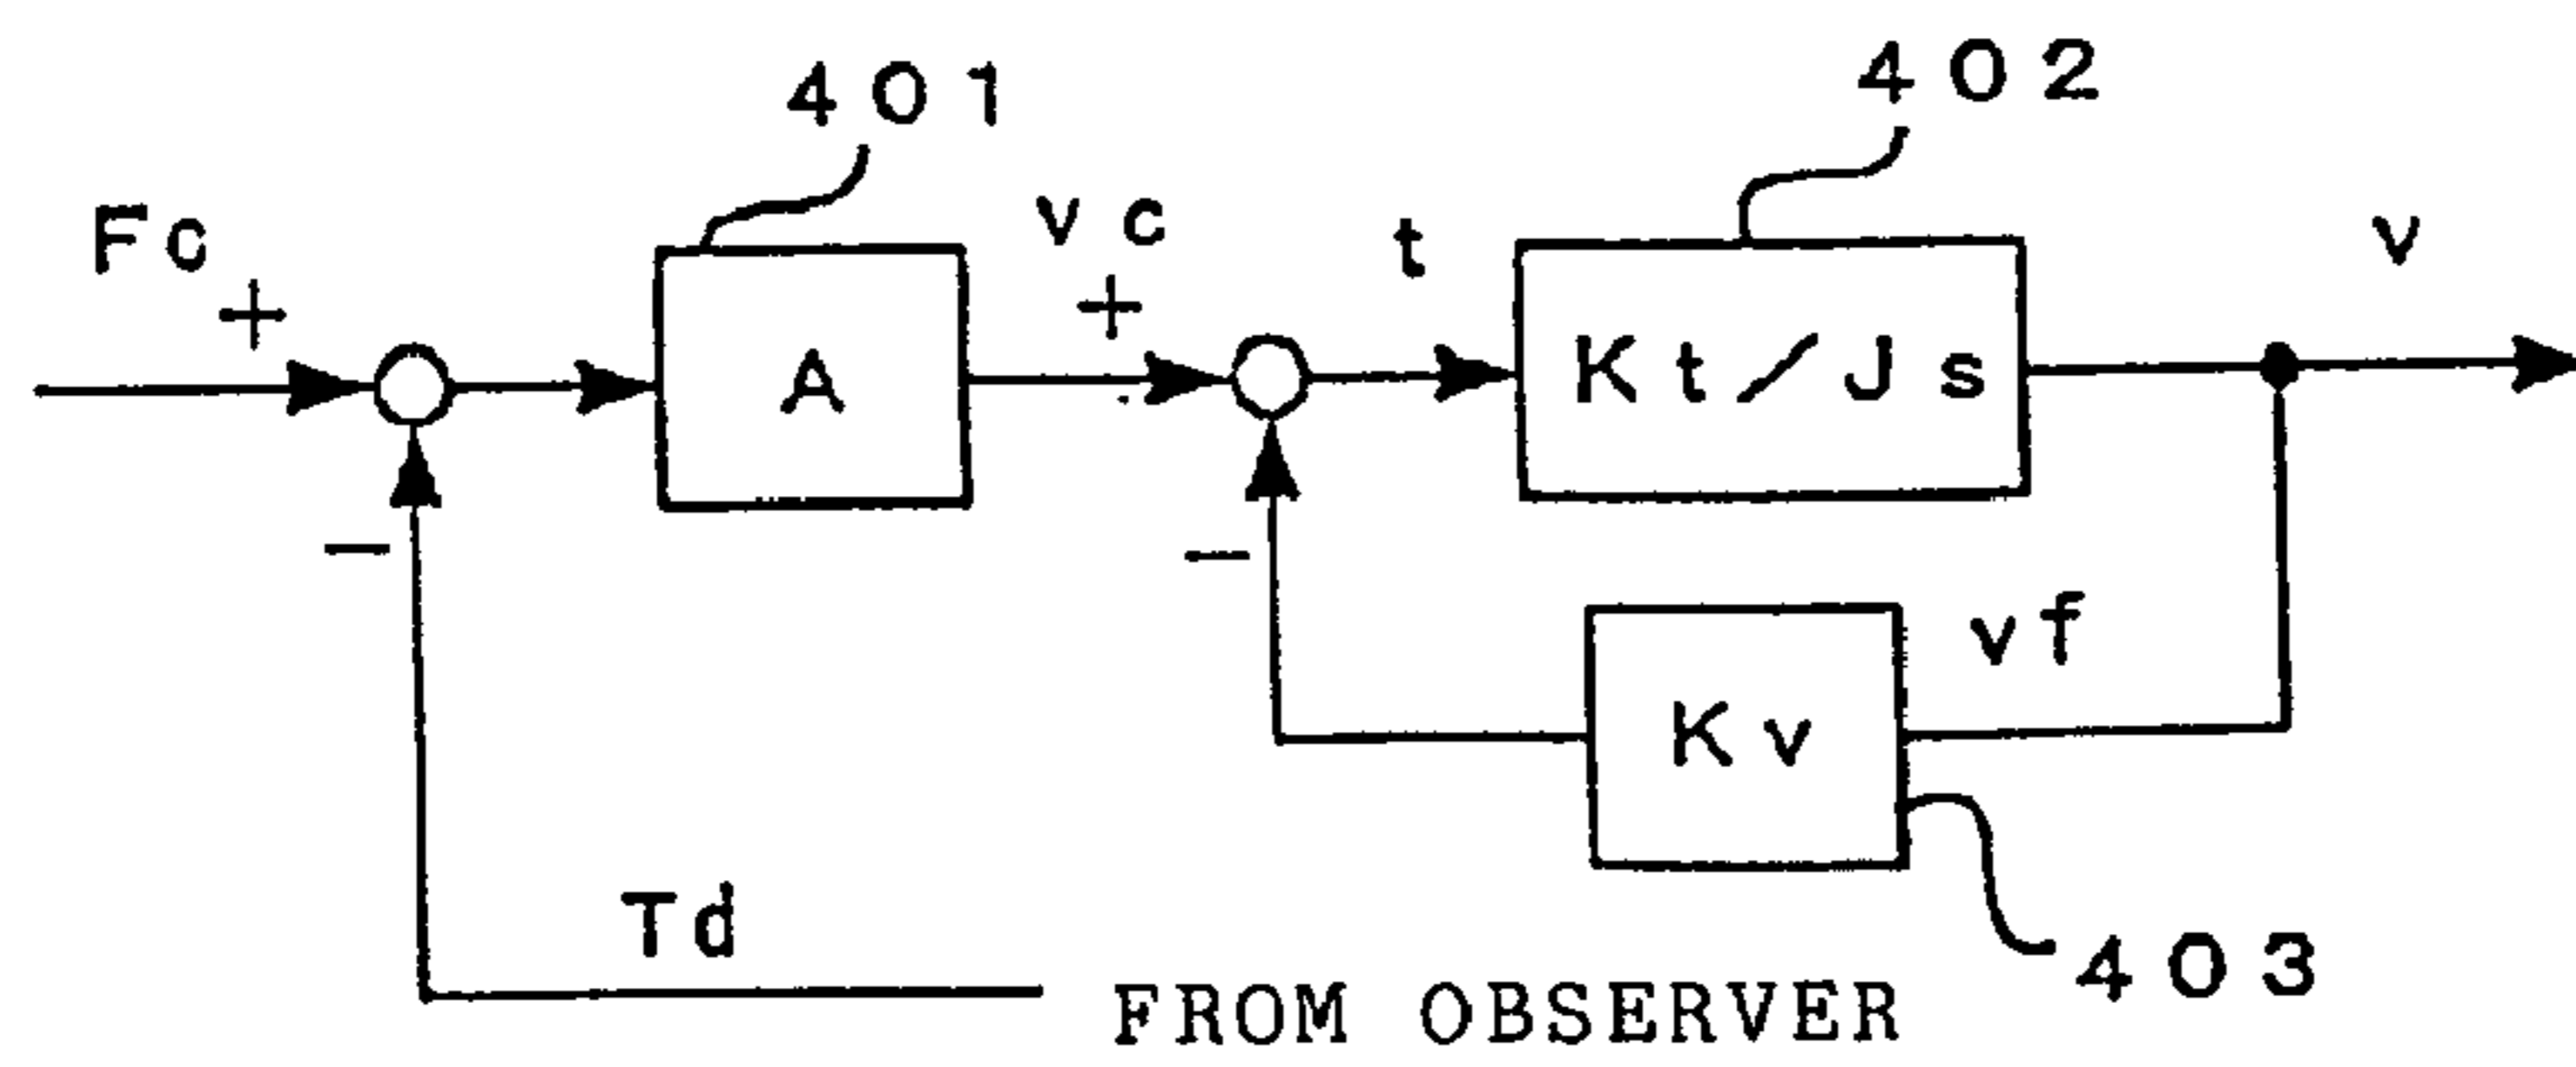 401
402
Fc
+
vc
+
t
v
A
Kt/Js
−
−
vf
Kv
Td
403
FROM OBSERVER